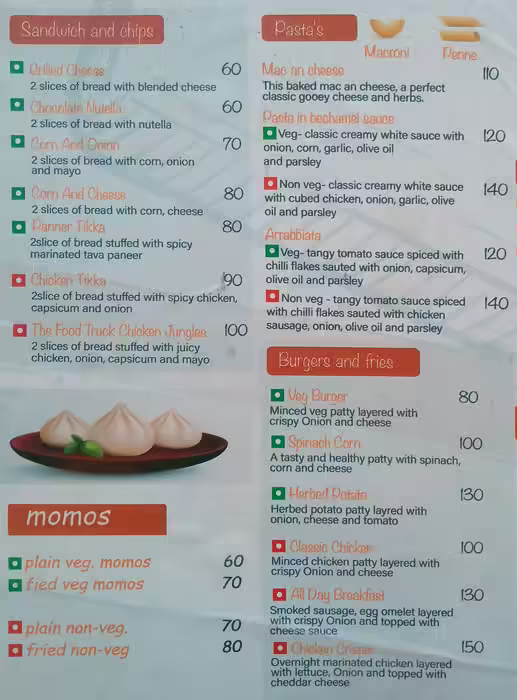 Sandwich and chips
Grilled Cheese 60
2 slices of bread with blended cheese
Chocolate Nutella 60
2 slices of bread with nutella
Corn And Onion 70
2 slices of bread with corn, onion
and mayo
Corn And Cheese 80
2 slices of bread with corn, cheese
Panner Tikka 80
2slice of bread stuffed with spicy
marinated tava paneer
Chicken Tikka 90
2slice of bread stuffed with spicy chicken,
capsicum and onion
The Food Truck Chicken Junglee 100
2 slices of bread stuffed with juicy
chicken, onion, capsicum and mayo
momos
plain veg. momos 60
fied veg momos 70
plain non-veg. 70
fried non-veg 80
Pasta's
Macroni Penne
Mac an cheese 110
This baked mac an cheese, a perfect
classic gooey cheese and herbs.
Pasta in bechamel sauce
Veg- classic creamy white sauce with 120
onion, corn, garlic, olive oil
and parsley
Non veg- classic creamy white sauce 140
with cubed chicken, onion, garlic, olive
oil and parsley
Arrabbiata
Veg- tangy tomato sauce spiced with 120
chilli flakes sauted with onion, capsicum,
olive oil and parsley
Non veg - tangy tomato sauce spiced 140
with chilli flakes sauted with chicken
sausage, onion, olive oil and parsley
Burgers and fries
Veg Burger 80
Minced veg patty layered with
crispy Onion and cheese
Spinach Corn 100
A tasty and healthy patty with spinach,
corn and cheese
Herbed Potato 130
Herbed potato patty layred with
onion, cheese and tomato
Classic Chicken 100
Minced chicken patty layered with
crispy Onion and cheese
All Day Breakfast 130
Smoked sausage, egg omelet layered
with crispy Onion and topped with
cheese sauce
Chicken Crisper 150
Overnight marinated chicken layered
with lettuce, Onion and topped with
cheddar cheese